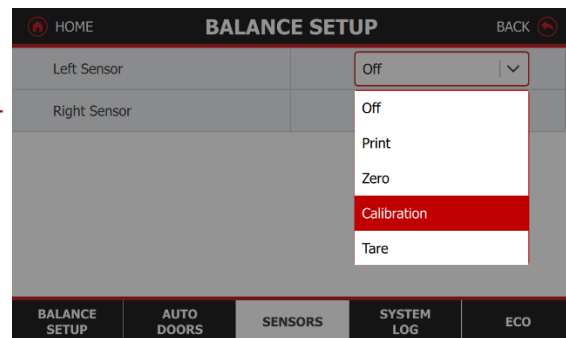 HOME
BALANCE SETUP
BACK
Left Sensor
Off
Right Sensor
Off
Print
Zero
Calibration
Tare
BALANCE
SETUP
AUTO
DOORS
SENSORS
SYSTEM
LOG
ECO